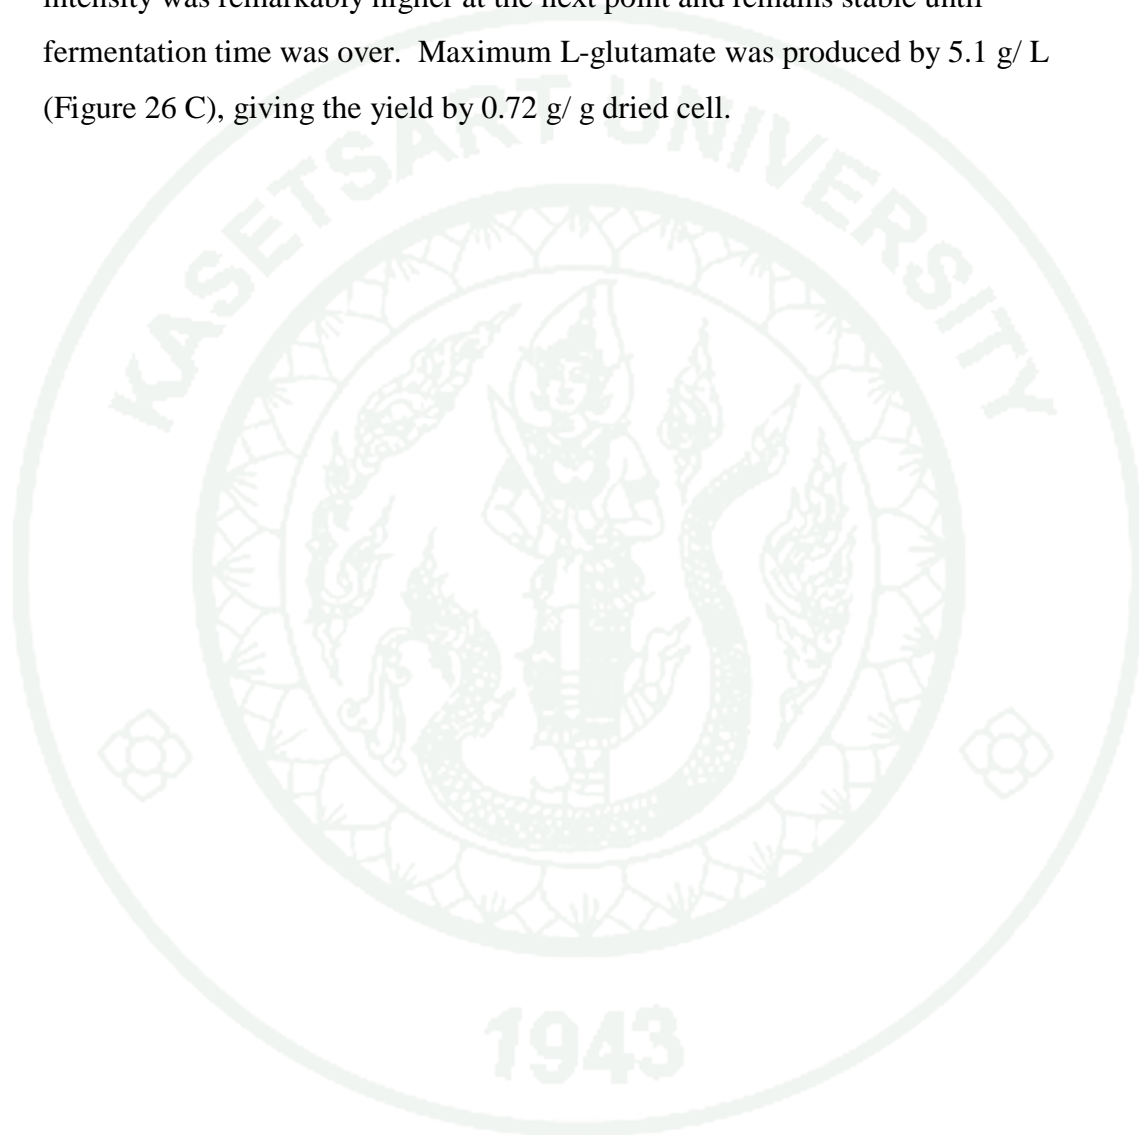 intensity was remarkably higher at the next point and remains stable until
fermentation time was over.  Maximum L-glutamate was produced by 5.1 g/ L
(Figure 26 C), giving the yield by 0.72 g/ g dried cell.
KASETSART UNIVERSITY
1943